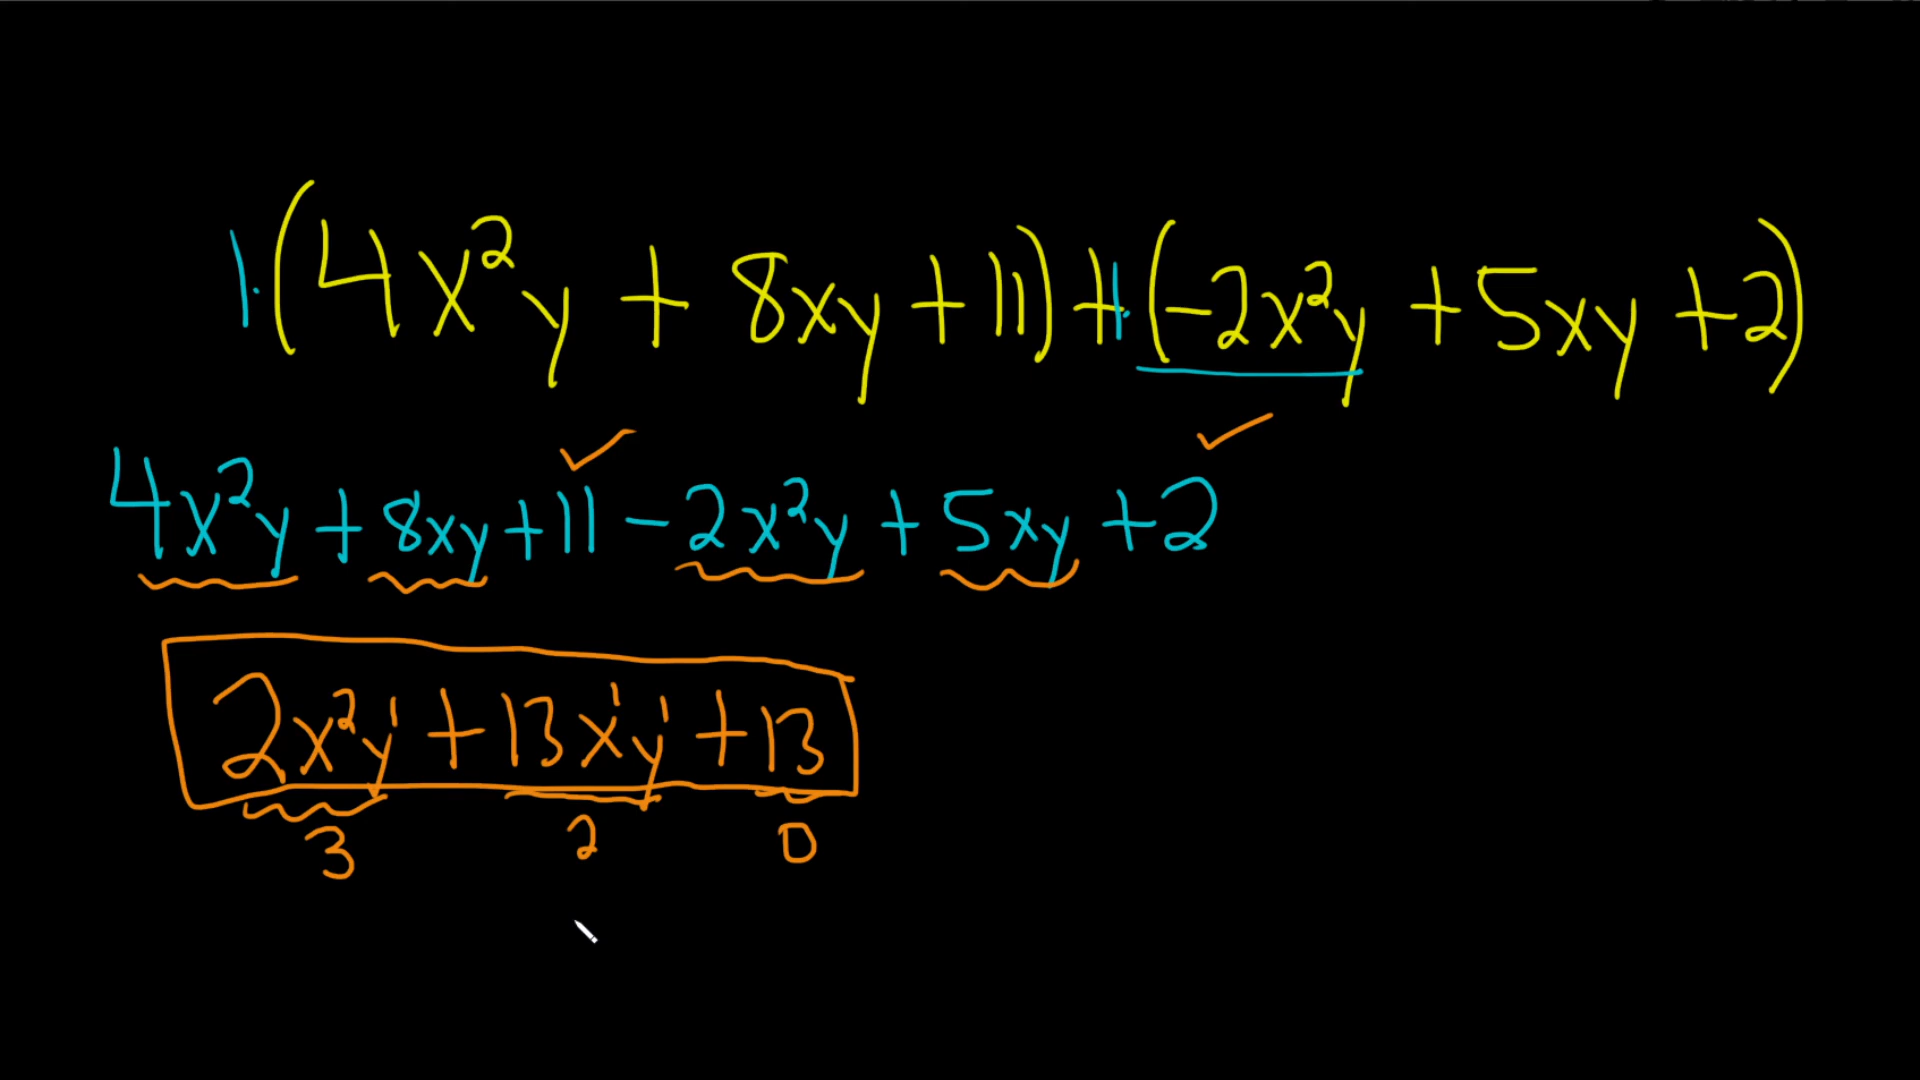 1·(4x²y + 8xy + 11) + 1·(-2x²y + 5xy + 2)
4x²y + 8xy + 11 - 2x²y + 5xy + 2
2x²y¹ + 13x¹y¹ + 13
3 2 0